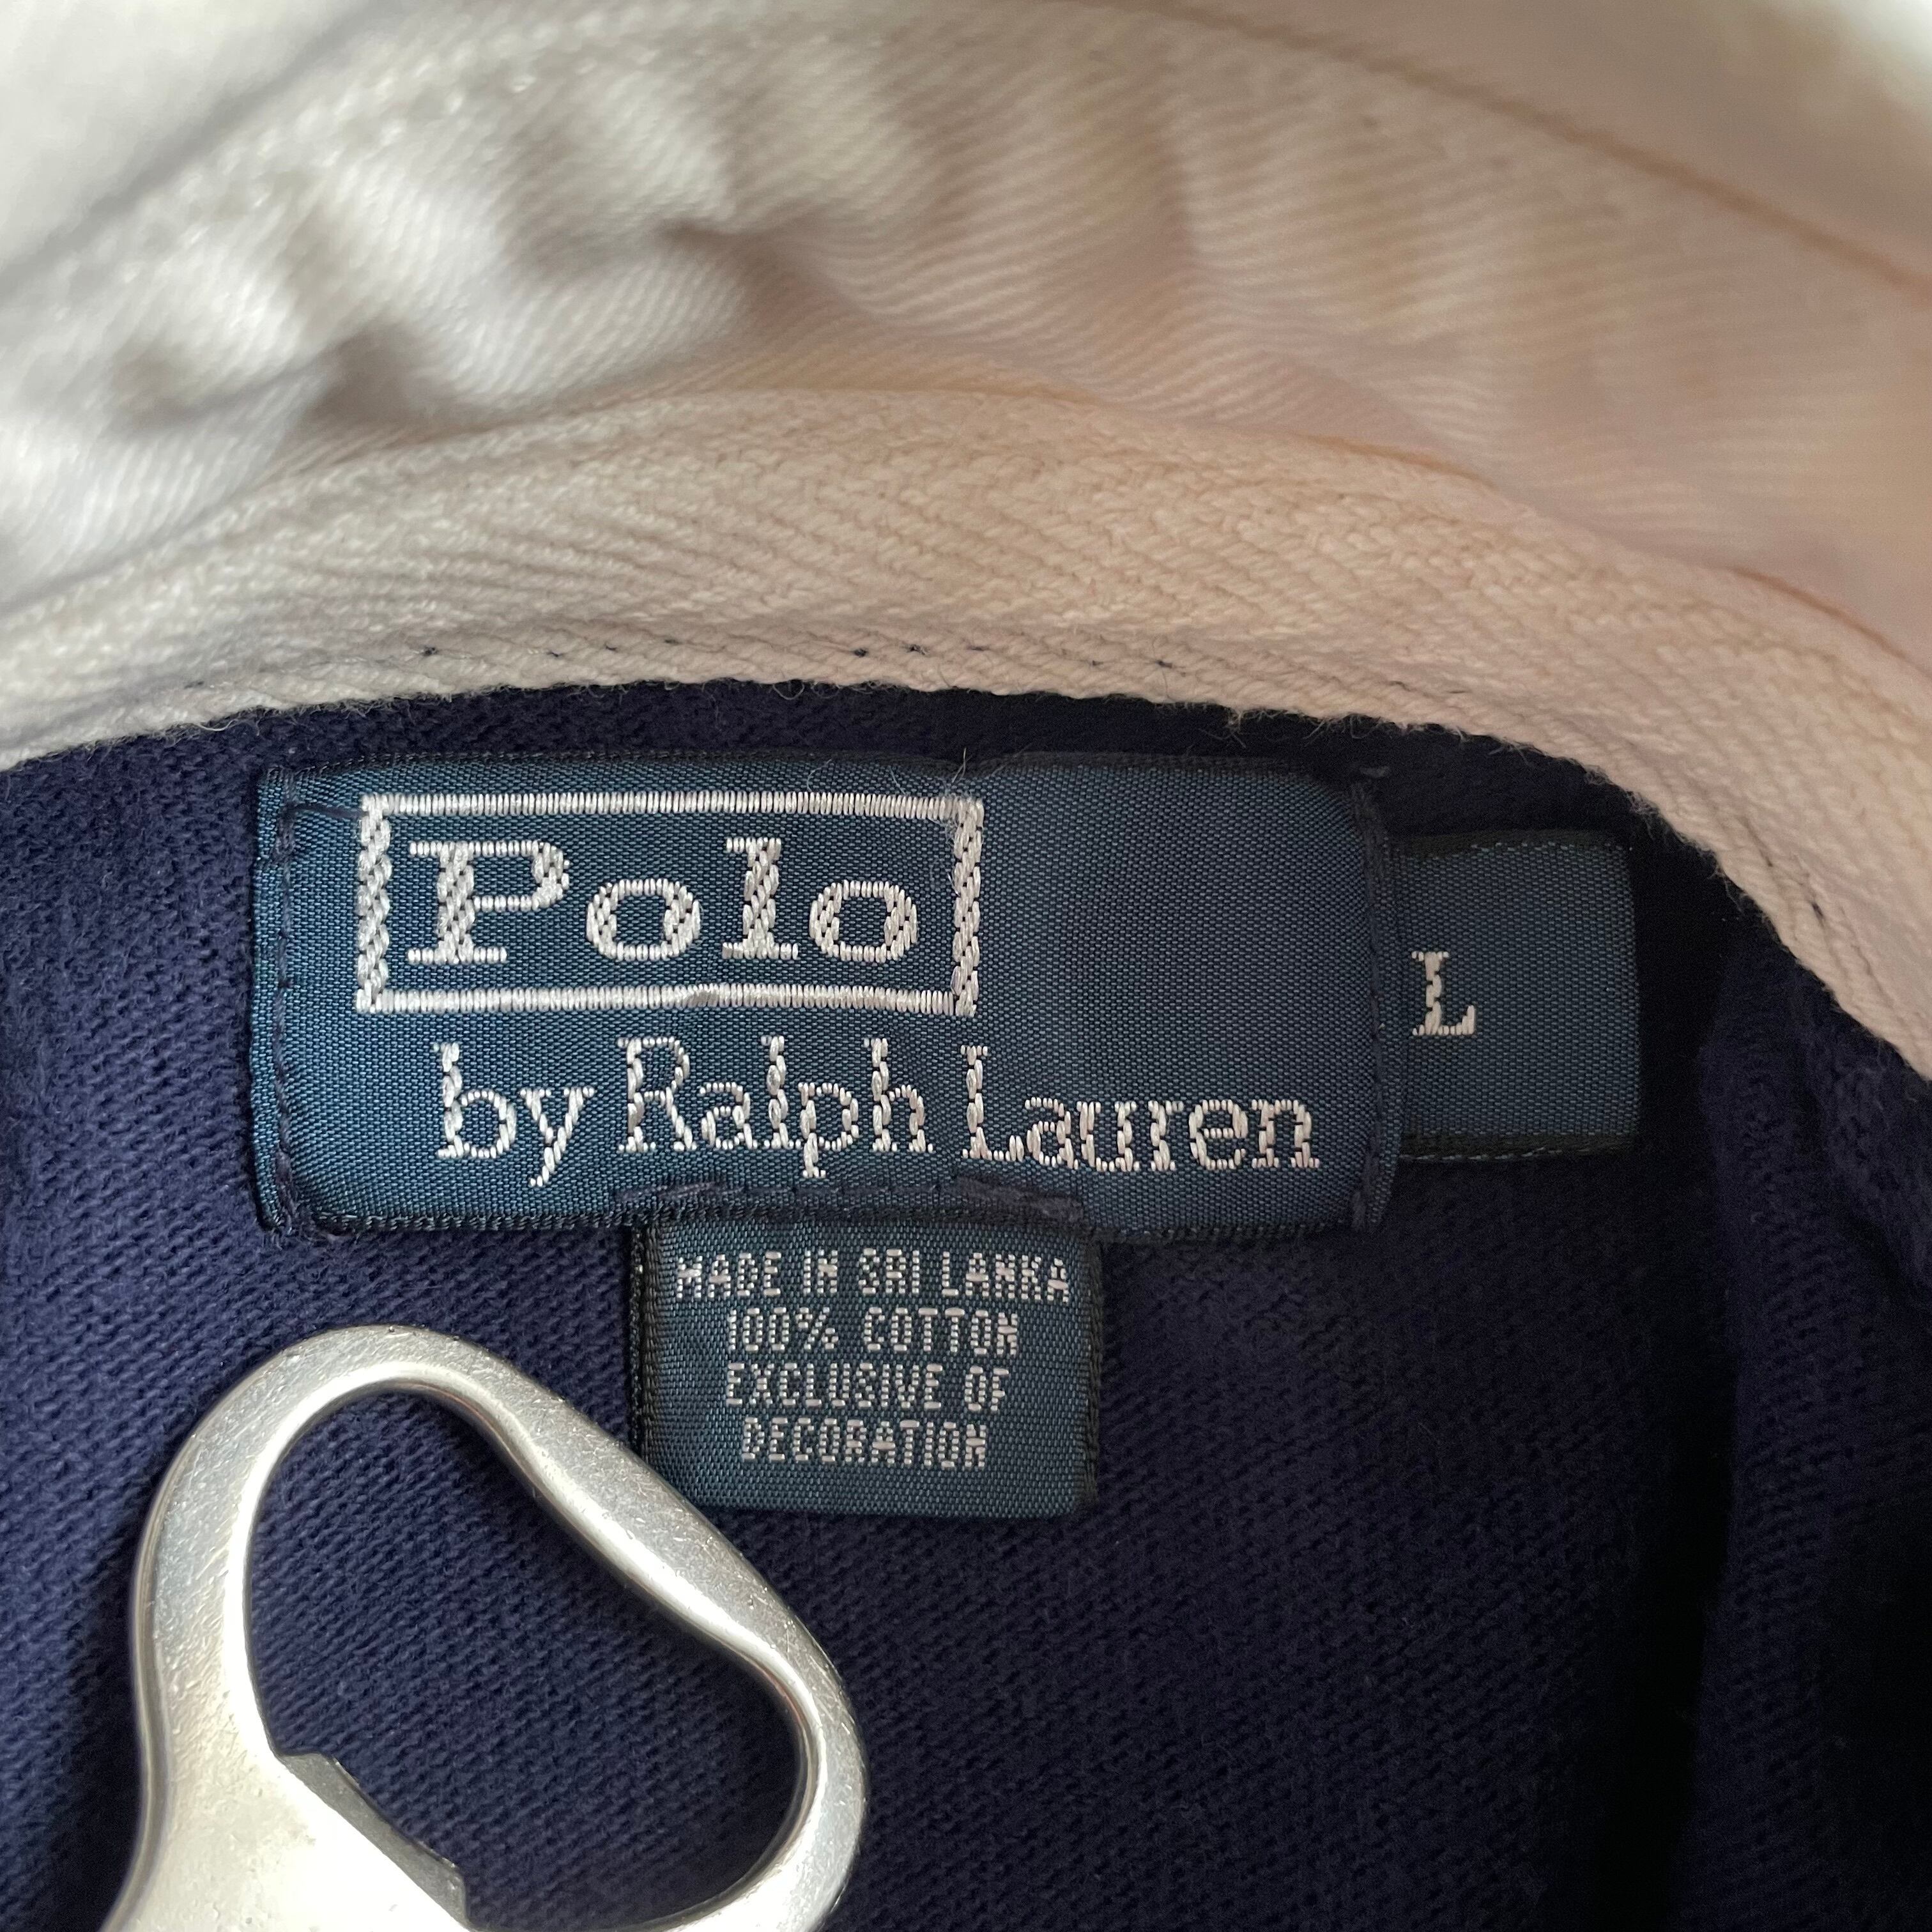 Polo
by Ralph Lauren
L
MADE IN SRI LANKA
100% COTTON
EXCLUSIVE OF
DECORATION